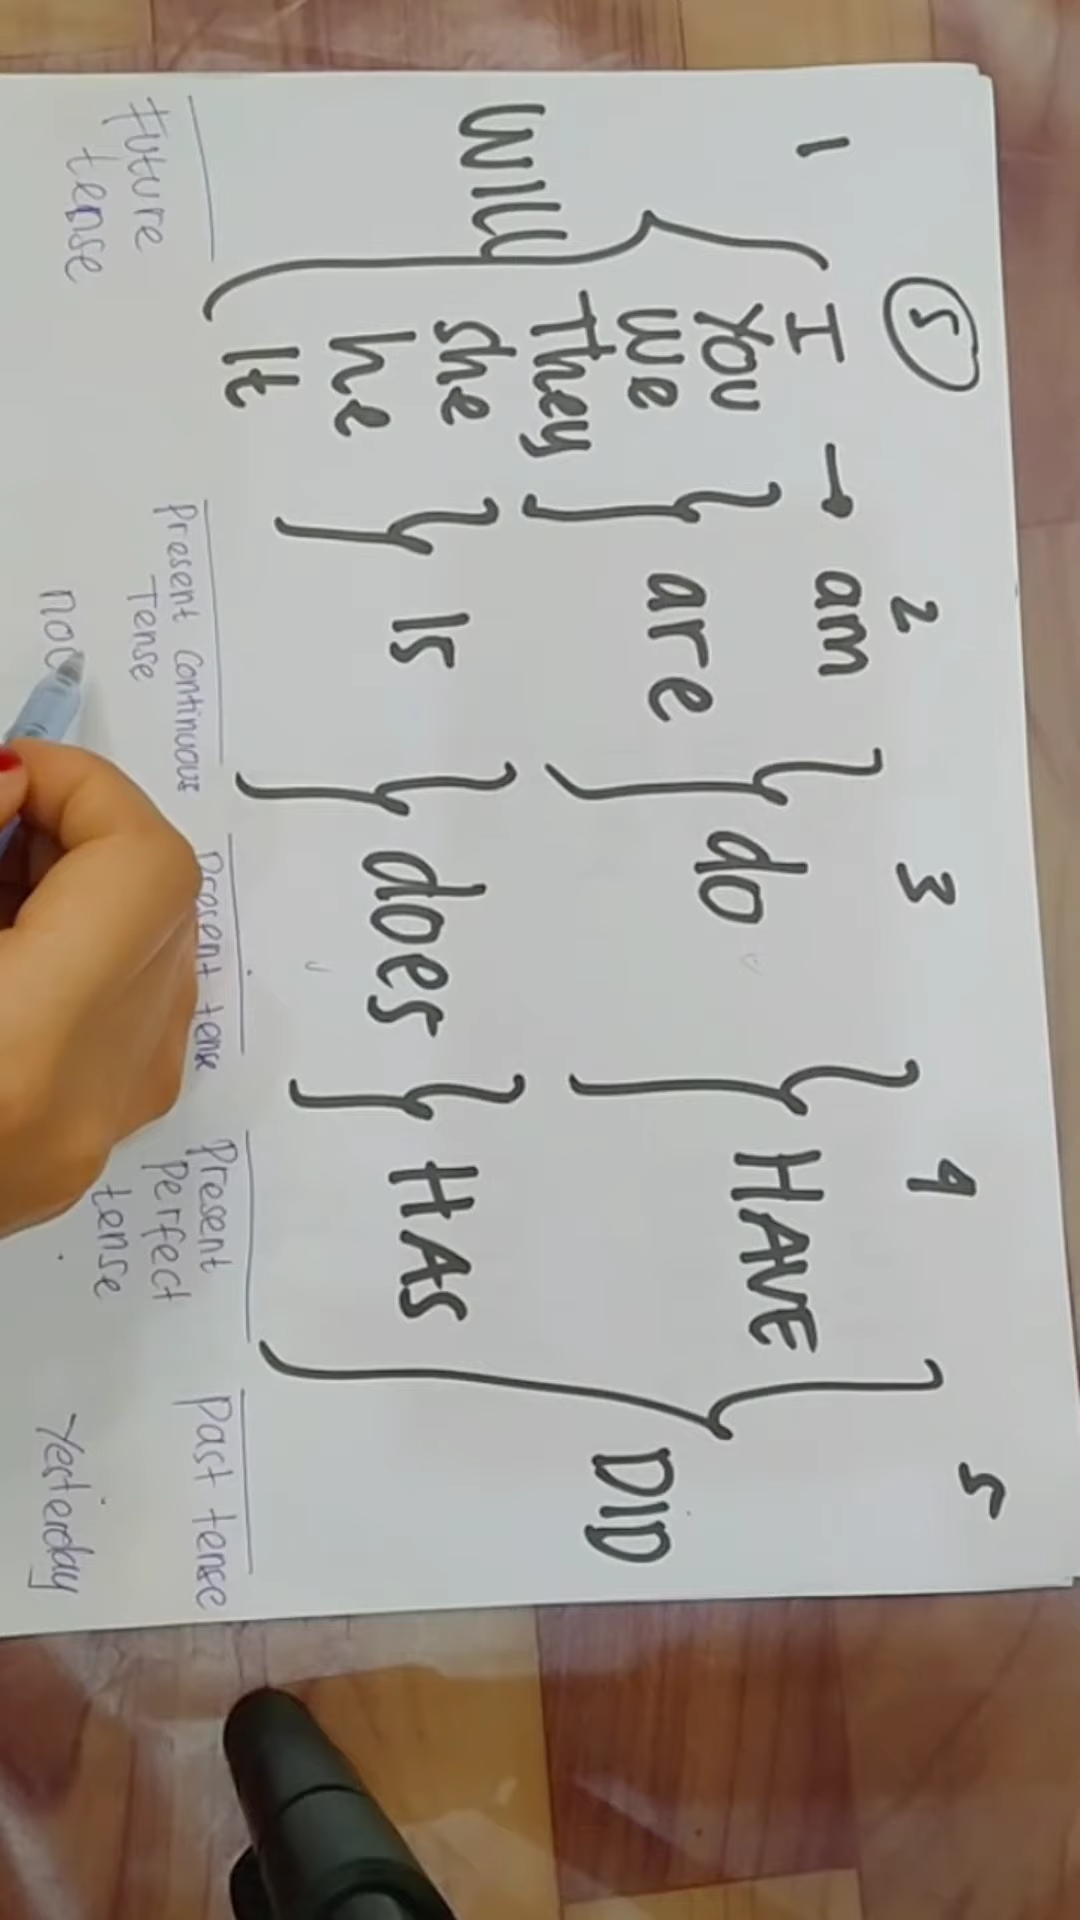 5
1 2 3 4 5
I → am
You
we are do HAVE
They
WILL DID
she
he is does HAS
It
Future tense
Present Continuous Tense
Present tense
Present perfect tense
Past tense
Yesterday